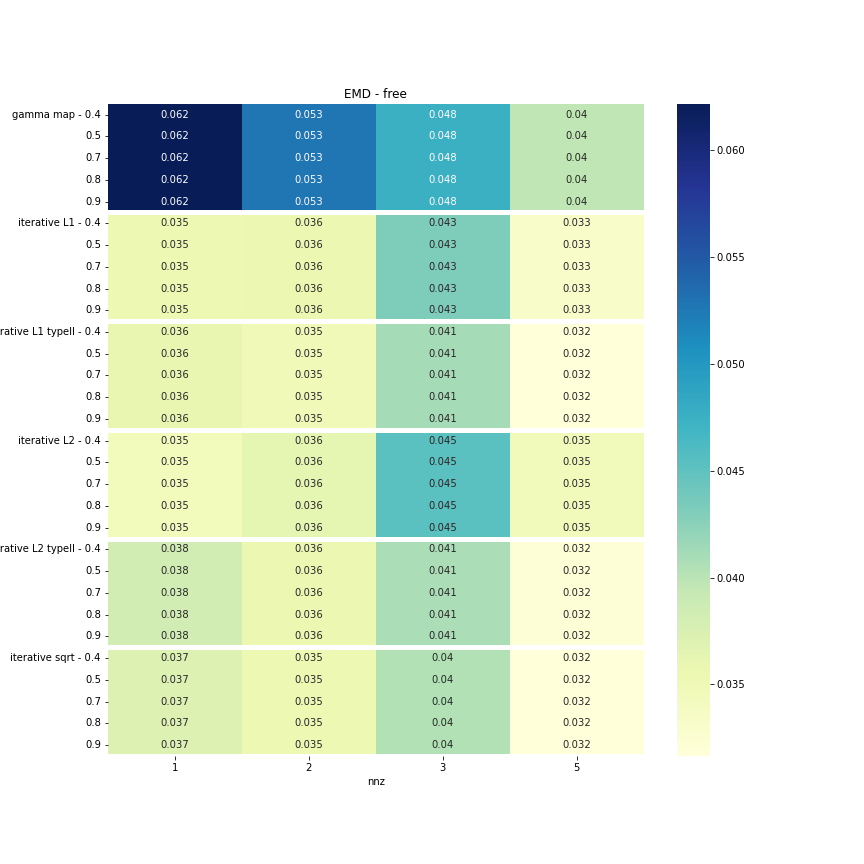 EMD - free
gamma map - 0.4 0.062 0.053 0.048 0.04 0.060
0.5 0.062 0.053 0.048 0.04
0.7 0.062 0.053 0.048 0.04
0.8 0.062 0.053 0.048 0.04
0.9 0.062 0.053 0.048 0.04
iterative L1 - 0.4 0.035 0.036 0.043 0.033
0.5 0.035 0.036 0.043 0.033 0.055
0.7 0.035 0.036 0.043 0.033
0.8 0.035 0.036 0.043 0.033
0.9 0.035 0.036 0.043 0.033
rative L1 typeII - 0.4 0.036 0.035 0.041 0.032
0.5 0.036 0.035 0.041 0.032 0.050
0.7 0.036 0.035 0.041 0.032
0.8 0.036 0.035 0.041 0.032
0.9 0.036 0.035 0.041 0.032
iterative L2 - 0.4 0.035 0.036 0.045 0.035
0.5 0.035 0.036 0.045 0.035 0.045
0.7 0.035 0.036 0.045 0.035
0.8 0.035 0.036 0.045 0.035
0.9 0.035 0.036 0.045 0.035
rative L2 typeII - 0.4 0.038 0.036 0.041 0.032
0.5 0.038 0.036 0.041 0.032 0.040
0.7 0.038 0.036 0.041 0.032
0.8 0.038 0.036 0.041 0.032
0.9 0.038 0.036 0.041 0.032
iterative sqrt - 0.4 0.037 0.035 0.04 0.032
0.5 0.037 0.035 0.04 0.032 0.035
0.7 0.037 0.035 0.04 0.032
0.8 0.037 0.035 0.04 0.032
0.9 0.037 0.035 0.04 0.032
1 2 3 5
nnz